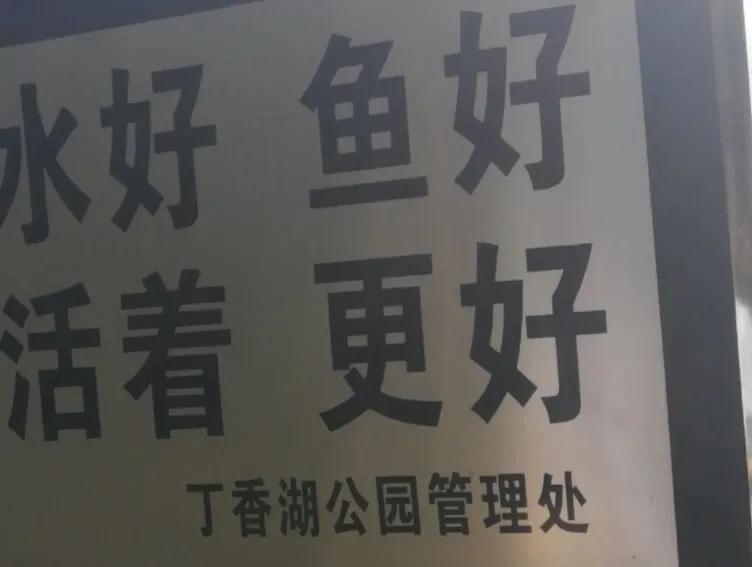 水好 鱼好
活着 更好
丁香湖公园管理处